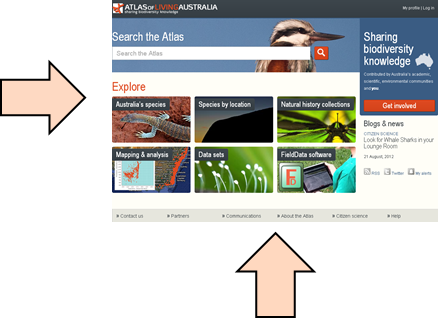 ATLAS OF LIVING AUSTRALIA
sharing biodiversity knowledge
My profile | Log in
Search the Atlas
Search the Atlas
Sharing
biodiversity
knowledge
Contributed by Australia's academic,
scientific, environmental communities
and you.
Get involved
Explore
Australia's species
Species by location
Natural history collections
Mapping & analysis
Data sets
FieldData software
Blogs & news
CITIZEN SCIENCE
Look for Whale Sharks in your
Lounge Room
31 August, 2012
RSS
Twitter
My posts
» Contact us
» Partners
» Communications
» About the Atlas
» Citizen science
» Help